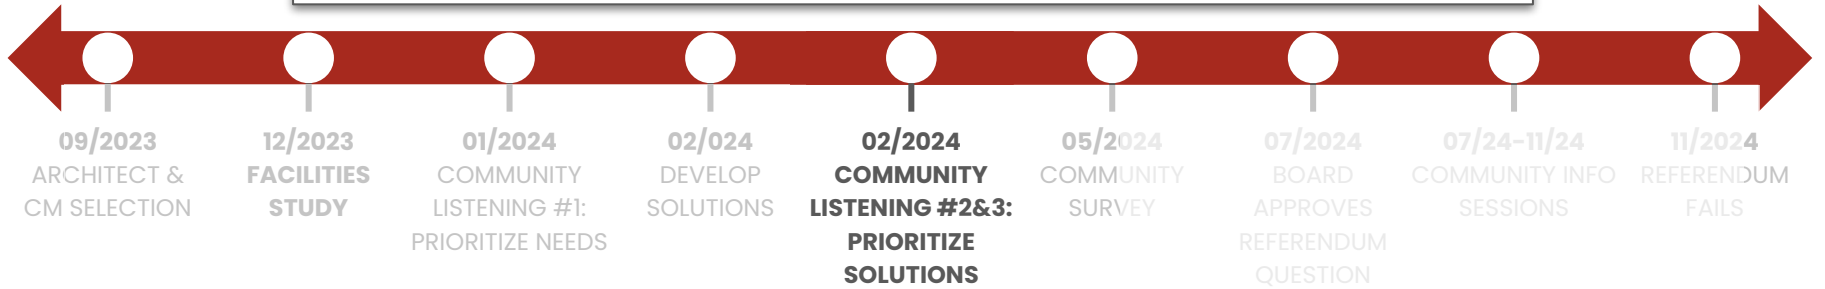 09/2023
ARCHITECT &
CM SELECTION
12/2023
FACILITIES
STUDY
01/2024
COMMUNITY
LISTENING #1:
PRIORITIZE NEEDS
02/024
DEVELOP
SOLUTIONS
02/2024
COMMUNITY
LISTENING #2&3:
PRIORITIZE
SOLUTIONS
05/2024
COMMUNITY
SURVEY
07/2024
BOARD
APPROVES
REFERENDUM
QUESTION
07/24-11/24
COMMUNITY INFO
SESSIONS
11/2024
REFERENDUM
FAILS